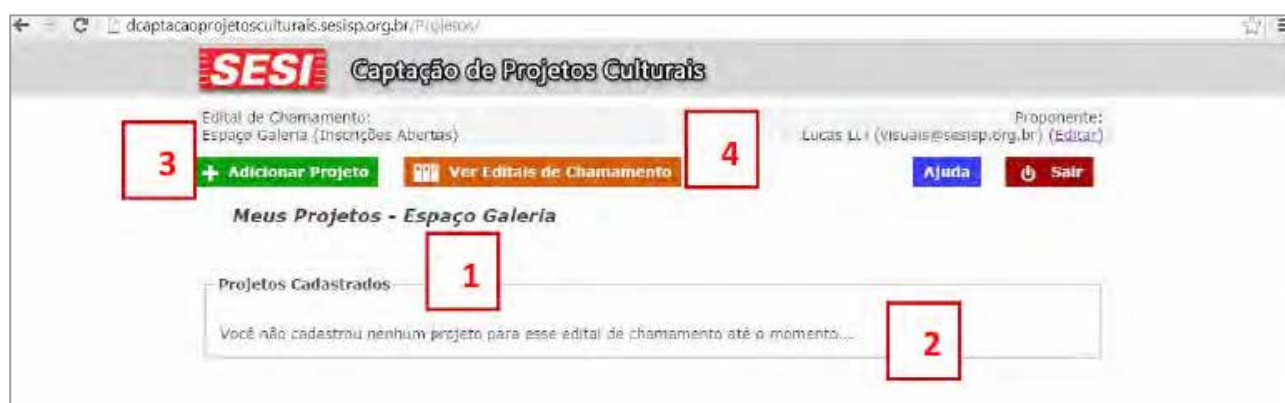 dcaptacaoprojetosculturais.sesisp.org.br/Projetos/
SESI Captação de Projetos Culturais
Edital de Chamamento:
Espaço Galeria (Inscrições Abertas)
Proponente:
Lucas (visuais@sesisp.org.br) (Editar)
3
4
+ Adicionar Projeto
Ver Editais de Chamamento
Ajuda
Sair
Meus Projetos - Espaço Galeria
1
Projetos Cadastrados
Você não cadastrou nenhum projeto para esse edital de chamamento até o momento...
2